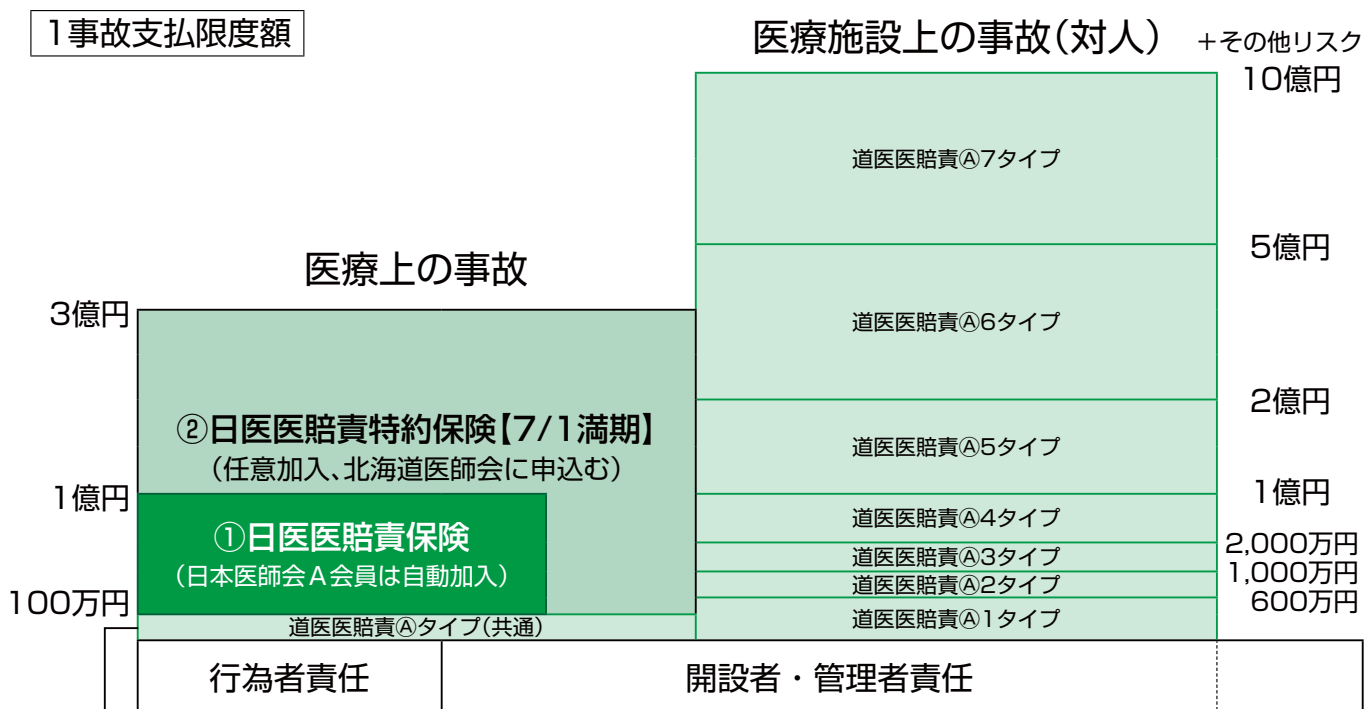 1事故支払限度額
医療施設上の事故(対人)
+その他リスク
10億円
道医医賠責Ⓐ7タイプ
5億円
医療上の事故
3億円
道医医賠責Ⓐ6タイプ
2億円
②日医医賠責特約保険【7/1満期】
(任意加入、北海道医師会に申込む)
道医医賠責Ⓐ5タイプ
1億円
1億円
①日医医賠責保険
(日本医師会A会員は自動加入)
道医医賠責Ⓐ4タイプ
2,000万円
道医医賠責Ⓐ3タイプ
1,000万円
道医医賠責Ⓐ2タイプ
600万円
100万円
道医医賠責Ⓐタイプ(共通)
道医医賠責Ⓐ1タイプ
行為者責任
開設者・管理者責任